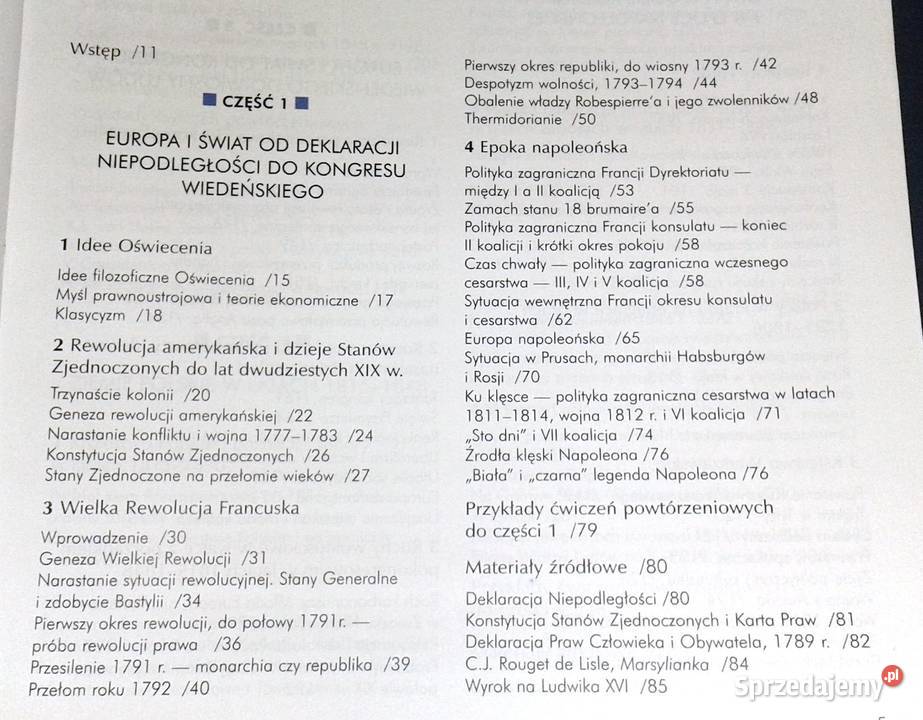 Wstęp /11
CZĘŚĆ 1
EUROPA I ŚWIAT OD DEKLARACJI
NIEPODLEGŁOŚCI DO KONGRESU
WIEDEŃSKIEGO
1 Idee Oświecenia
Idee filozoficzne Oświecenia /15
Myśl prawnoustrojowa i teorie ekonomiczne /17
Klasycyzm /18
2 Rewolucja amerykańska i dzieje Stanów
Zjednoczonych do lat dwudziestych XIX w.
Trzynaście kolonii /20
Geneza rewolucji amerykańskiej /22
Narastanie konfliktu i wojna 1777–1783 /24
Konstytucja Stanów Zjednoczonych /26
Stany Zjednoczone na przełomie wieków /27
3 Wielka Rewolucja Francuska
Wprowadzenie /30
Geneza Wielkiej Rewolucji /31
Narastanie sytuacji rewolucyjnej. Stany Generalne
i zdobycie Bastylii /34
Pierwszy okres rewolucji, do połowy 1791r. —
próba rewolucji prawa /36
Przesilenie 1791 r. — monarchia czy republika /39
Przełom roku 1792 /40
Pierwszy okres republiki, do wiosny 1793 r. /42
Despotyzm wolności, 1793–1794 /44
Obalenie władzy Robespierre'a i jego zwolenników /48
Thermidorianie /50
4 Epoka napoleońska
Polityka zagraniczna Francji Dyrektoriatu —
między I a II koalicją /53
Zamach stanu 18 brumaire'a /55
Polityka zagraniczna Francji konsulatu — koniec
II koalicji i krótki okres pokoju /58
Czas chwały — polityka zagraniczna wczesnego
cesarstwa — III, IV i V koalicja /58
Sytuacja wewnętrzna Francji okresu konsulatu
i cesarstwa /62
Europa napoleońska /65
Sytuacja w Prusach, monarchii Habsburgów
i Rosji /70
Ku klęsce — polityka zagraniczna cesarstwa w latach
1811–1814, wojna 1812 r. i VI koalicja /71
„Sto dni" i VII koalicja /74
Źrodła klęski Napoleona /76
„Biała" i „czarna" legenda Napoleona /76
Przykłady ćwiczeń powtórzeniowych
do części 1 /79
Materiały źródłowe /80
Deklaracja Niepodległości /80
Konstytucja Stanów Zjednoczonych i Karta Praw /81
Deklaracja Praw Człowieka i Obywatela, 1789 r. /82
C.J. Rouget de Lisle, Marsylianka /84
Wyrok na Ludwika XVI /85
Sprzedajemy.pl